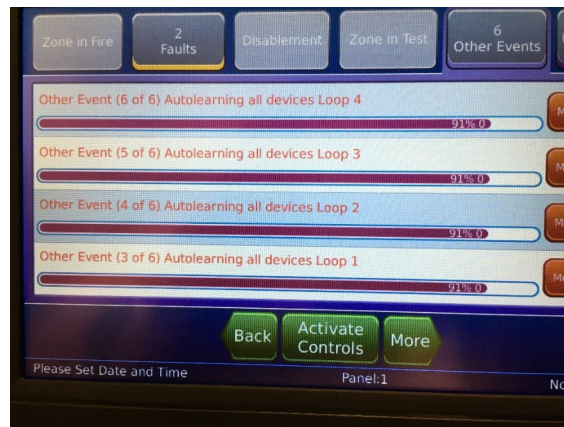 Zone in Fire
2
Faults
Disablement
Zone in Test
6
Other Events
Other Event (6 of 6) Autolearning all devices Loop 4
91% 0
Other Event (5 of 6) Autolearning all devices Loop 3
91% 0
Other Event (4 of 6) Autolearning all devices Loop 2
91% 0
Other Event (3 of 6) Autolearning all devices Loop 1
91% 0
Back
Activate
Controls
More
Please Set Date and Time
Panel:1